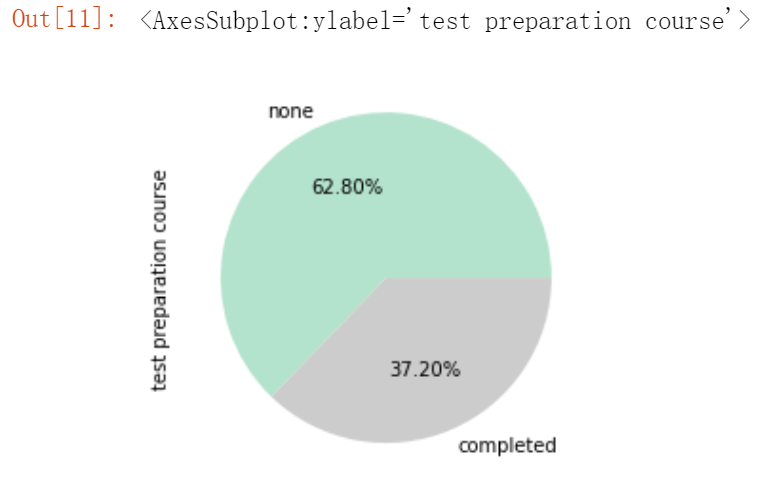 Out[11]: <AxesSubplot:ylabel='test preparation course'>
none
62.80%
test preparation course
37.20%
completed